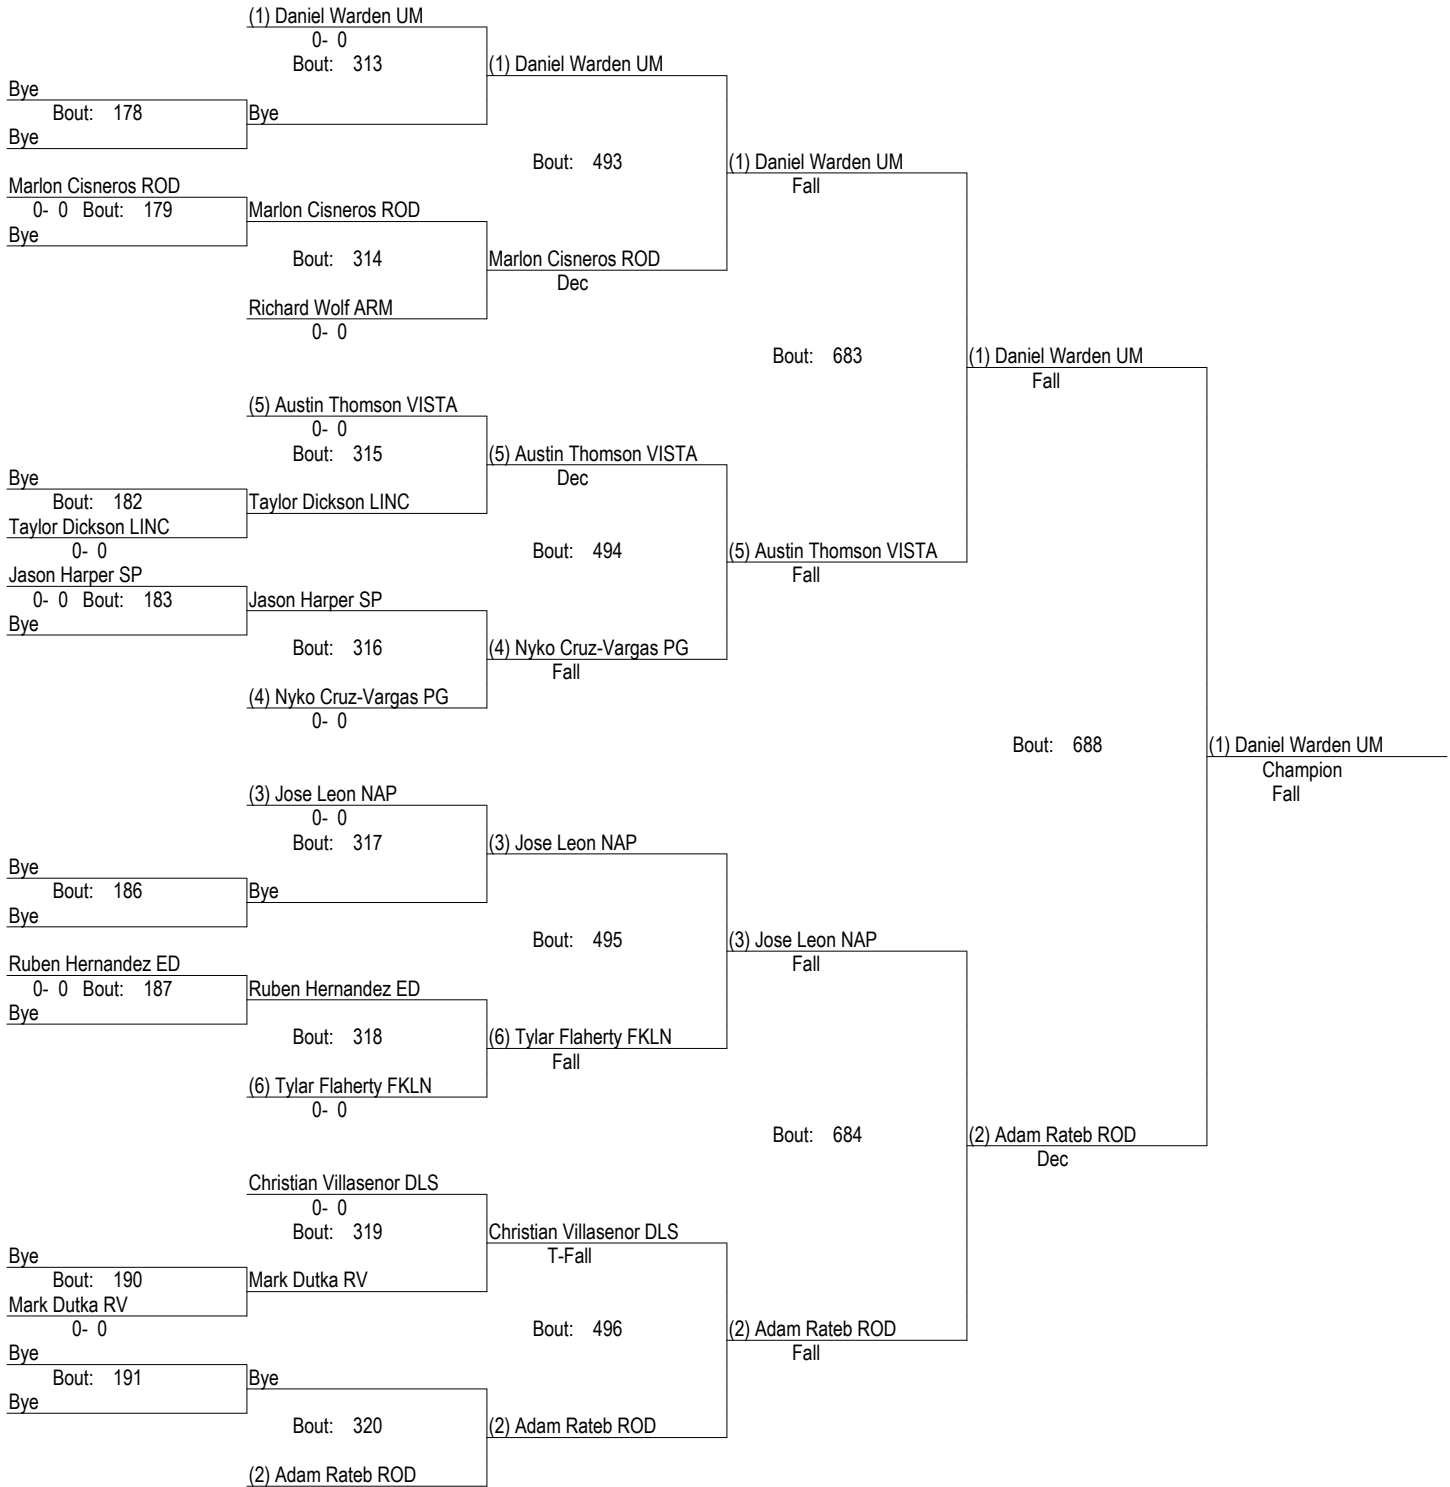 (1) Daniel Warden UM
0- 0
Bout: 313
(1) Daniel Warden UM
Bye
Bout: 178
Bye
Bye
Bout: 493
(1) Daniel Warden UM
Fall
Marlon Cisneros ROD
0- 0 Bout: 179
Marlon Cisneros ROD
Bye
Bout: 314
Marlon Cisneros ROD
Dec
Richard Wolf ARM
0- 0
Bout: 683
(1) Daniel Warden UM
Fall
(5) Austin Thomson VISTA
0- 0
Bout: 315
(5) Austin Thomson VISTA
Dec
Bye
Bout: 182
Taylor Dickson LINC
Taylor Dickson LINC
0- 0
Bout: 494
(5) Austin Thomson VISTA
Fall
Jason Harper SP
0- 0 Bout: 183
Jason Harper SP
Bye
Bout: 316
(4) Nyko Cruz-Vargas PG
Fall
(4) Nyko Cruz-Vargas PG
0- 0
Bout: 688
(1) Daniel Warden UM
Champion
Fall
(3) Jose Leon NAP
0- 0
Bout: 317
(3) Jose Leon NAP
Bye
Bout: 186
Bye
Bye
Bout: 495
(3) Jose Leon NAP
Fall
Ruben Hernandez ED
0- 0 Bout: 187
Ruben Hernandez ED
Bye
Bout: 318
(6) Tylar Flaherty FKLN
Fall
(6) Tylar Flaherty FKLN
0- 0
Bout: 684
(2) Adam Rateb ROD
Dec
Christian Villasenor DLS
0- 0
Bout: 319
Christian Villasenor DLS
T-Fall
Bye
Bout: 190
Mark Dutka RV
Mark Dutka RV
0- 0
Bout: 496
(2) Adam Rateb ROD
Fall
Bye
Bout: 191
Bye
Bye
Bout: 320
(2) Adam Rateb ROD
(2) Adam Rateb ROD